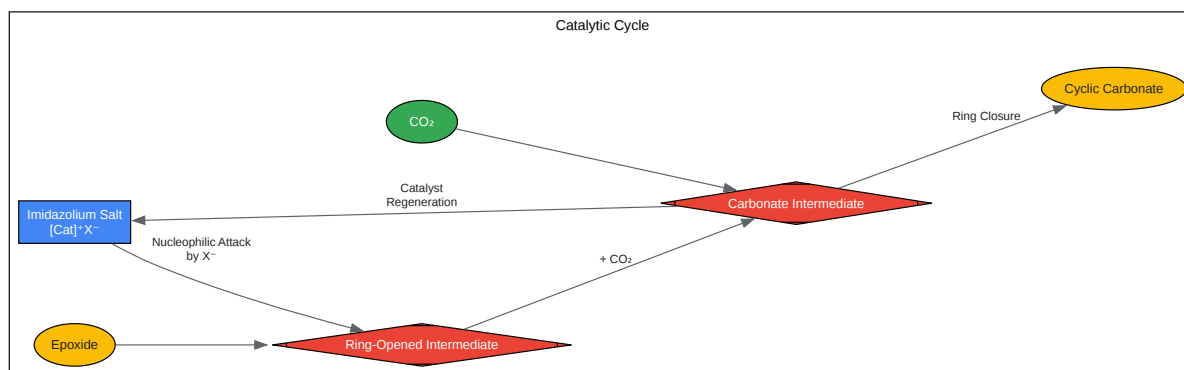 Catalytic Cycle
Cyclic Carbonate
Ring Closure
CO₂
Catalyst
Regeneration
Carbonate Intermediate
Imidazolium Salt
[Cat]⁺X⁻
Nucleophilic Attack
by X⁻
+ CO₂
Epoxide
Ring-Opened Intermediate